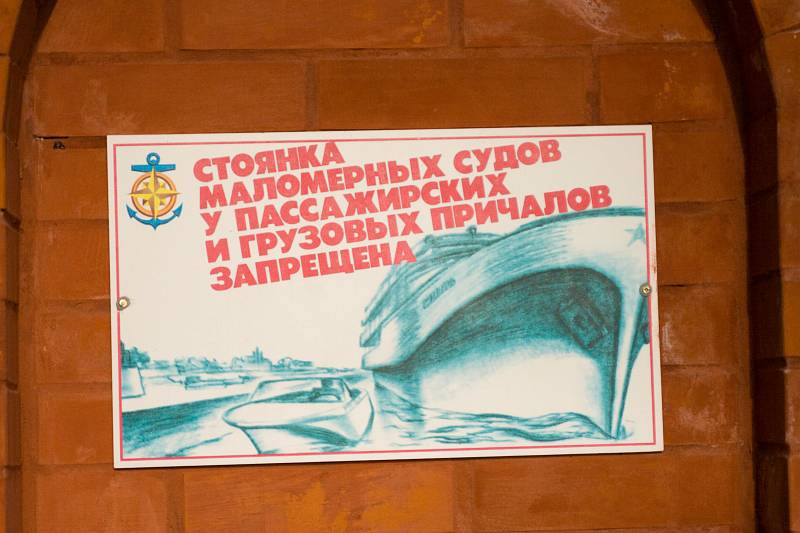 СТОЯНКА
МАЛОМЕРНЫХ СУДОВ
У ПАССАЖИРСКИХ
И ГРУЗОВЫХ ПРИЧАЛОВ
ЗАПРЕЩЕНА